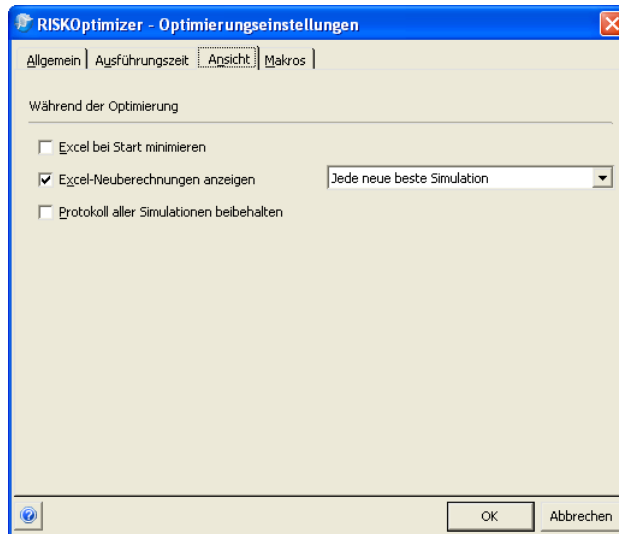 RISKOptimizer - Optimierungseinstellungen
Allgemein Ausführungszeit Ansicht Makros
Während der Optimierung
Excel bei Start minimieren
Excel-Neuberechnungen anzeigen Jede neue beste Simulation
Protokoll aller Simulationen beibehalten
OK Abbrechen